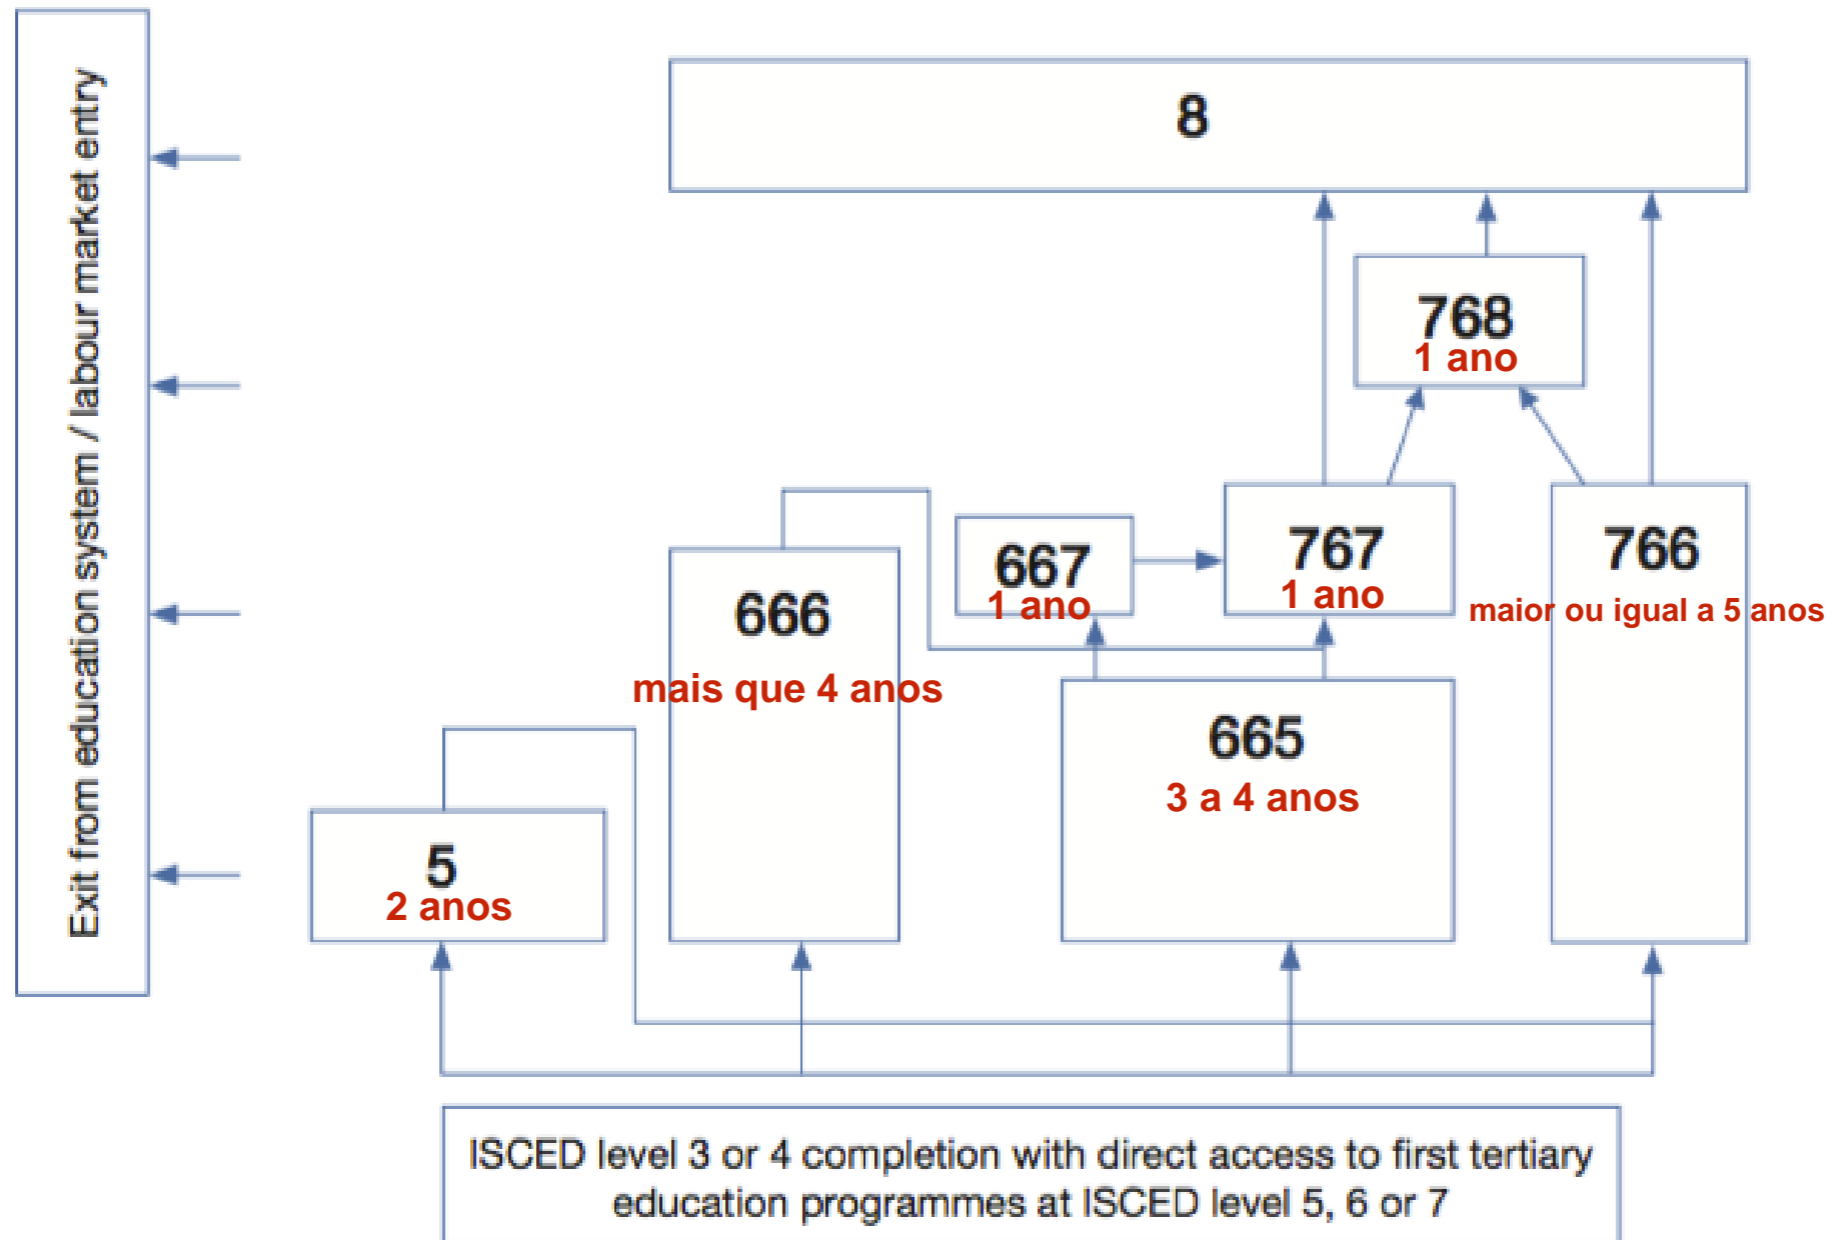 Exit from education system / labour market entry
8
768
1 ano
667
1 ano
767
1 ano
766
maior ou igual a 5 anos
666
mais que 4 anos
665
3 a 4 anos
5
2 anos
ISCED level 3 or 4 completion with direct access to first tertiary
education programmes at ISCED level 5, 6 or 7